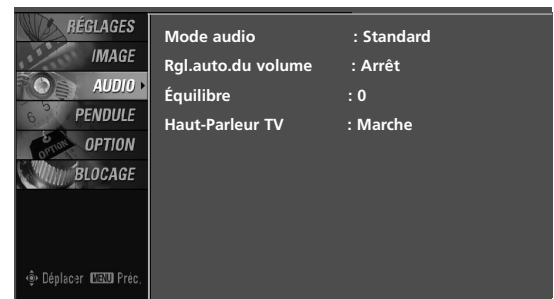 RÉGLAGES
IMAGE
AUDIO
PENDULE
OPTION
BLOCAGE
Déplacer MENU Préc.
Mode audio : Standard
Rgl.auto.du volume : Arrêt
Équilibre : 0
Haut-Parleur TV : Marche